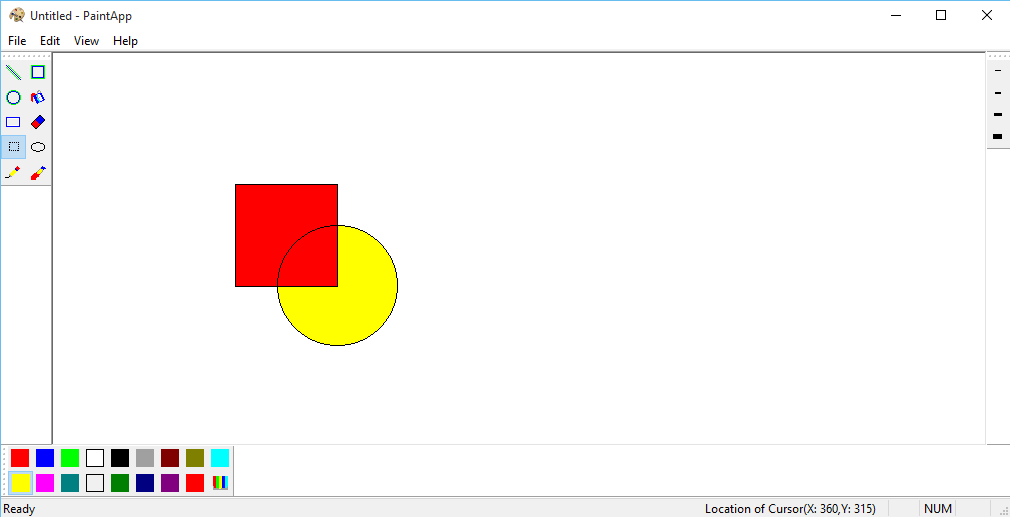 Untitled - PaintApp
File Edit View Help
Ready Location of Cursor(X: 360,Y: 315) NUM